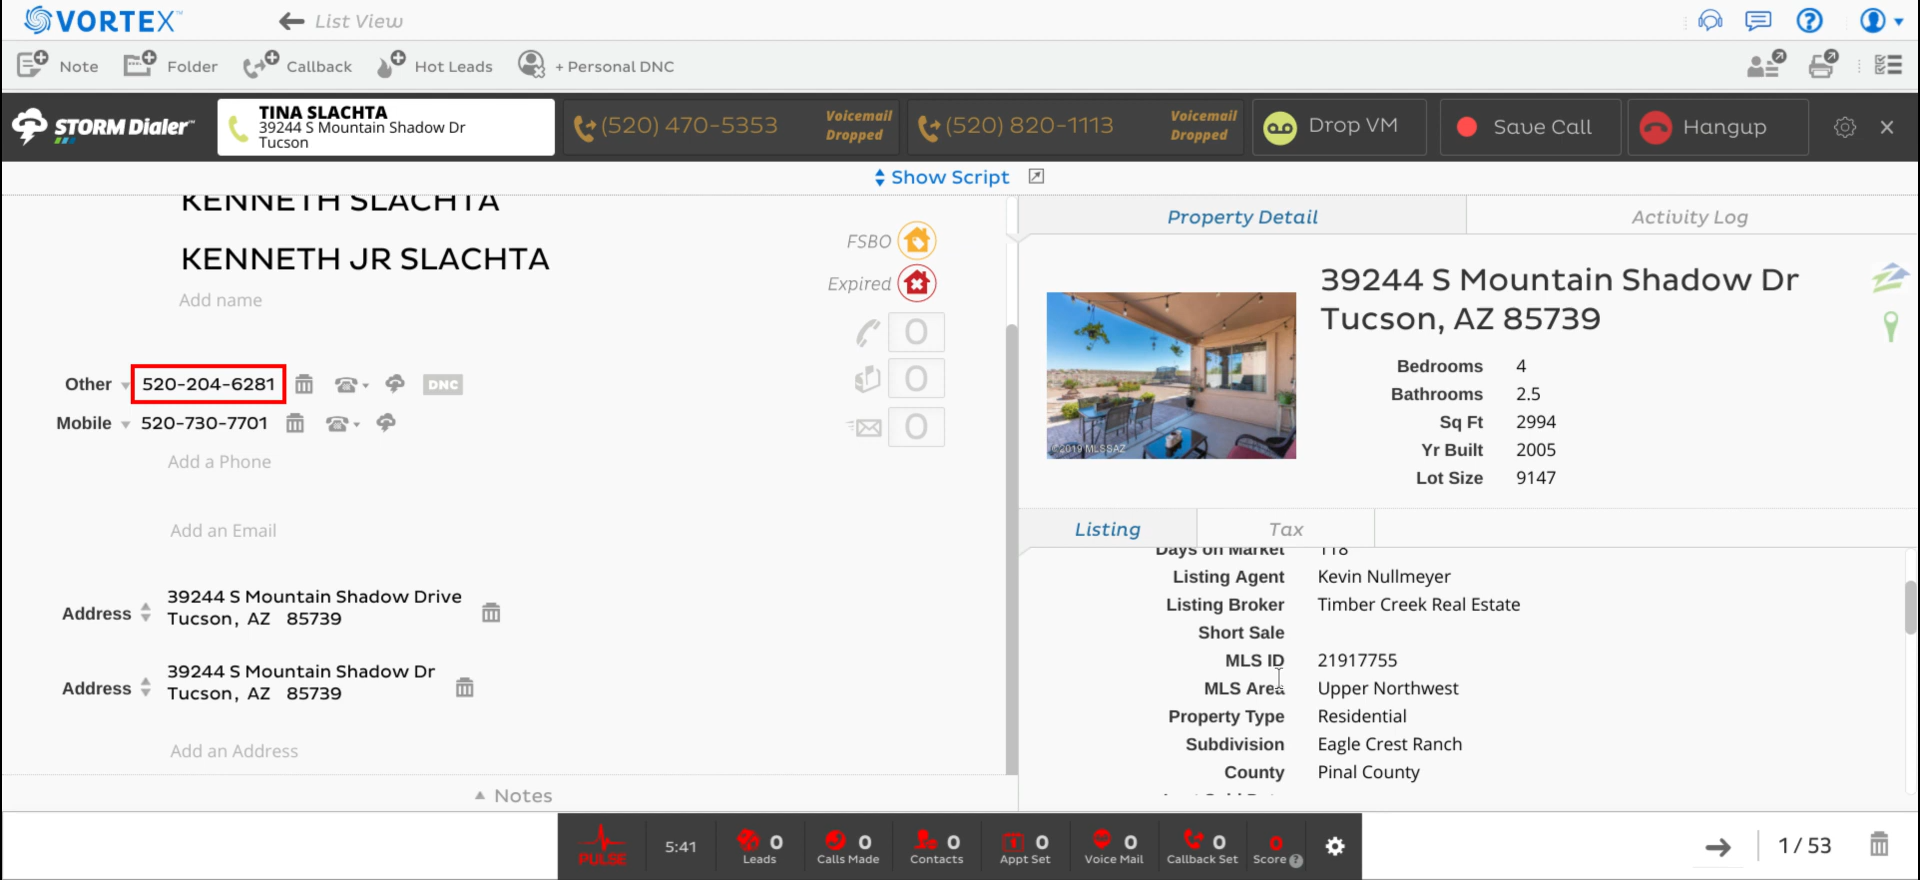 VORTEX
List View
Note
Folder
Callback
Hot Leads
+ Personal DNC
STORM Dialer™
TINA SLACHTA
39244 S Mountain Shadow Dr
Tucson
(520) 470-5353
Voicemail
Dropped
(520) 820-1113
Voicemail
Dropped
Drop VM
Save Call
Hangup
Show Script
KENNETH SLACHTA
KENNETH JR SLACHTA
Add name
FSBO
Expired
0
0
0
Other 520-204-6281 DNC
Mobile 520-730-7701
Add a Phone
Add an Email
Address
39244 S Mountain Shadow Drive
Tucson, AZ 85739
Address
39244 S Mountain Shadow Dr
Tucson, AZ 85739
Add an Address
Notes
Property Detail
Activity Log
©2019 MLSSAZ
39244 S Mountain Shadow Dr
Tucson, AZ 85739
Bedrooms 4
Bathrooms 2.5
Sq Ft 2994
Yr Built 2005
Lot Size 9147
Listing
Tax
Days on Market 118
Listing Agent Kevin Nullmeyer
Listing Broker Timber Creek Real Estate
Short Sale
MLS ID 21917755
MLS Area Upper Northwest
Property Type Residential
Subdivision Eagle Crest Ranch
County Pinal County
PULSE
5:41
0
Leads
0
Calls Made
0
Contacts
0
Appt Set
0
Voice Mail
0
Callback Set
0
Score ?
1 / 53